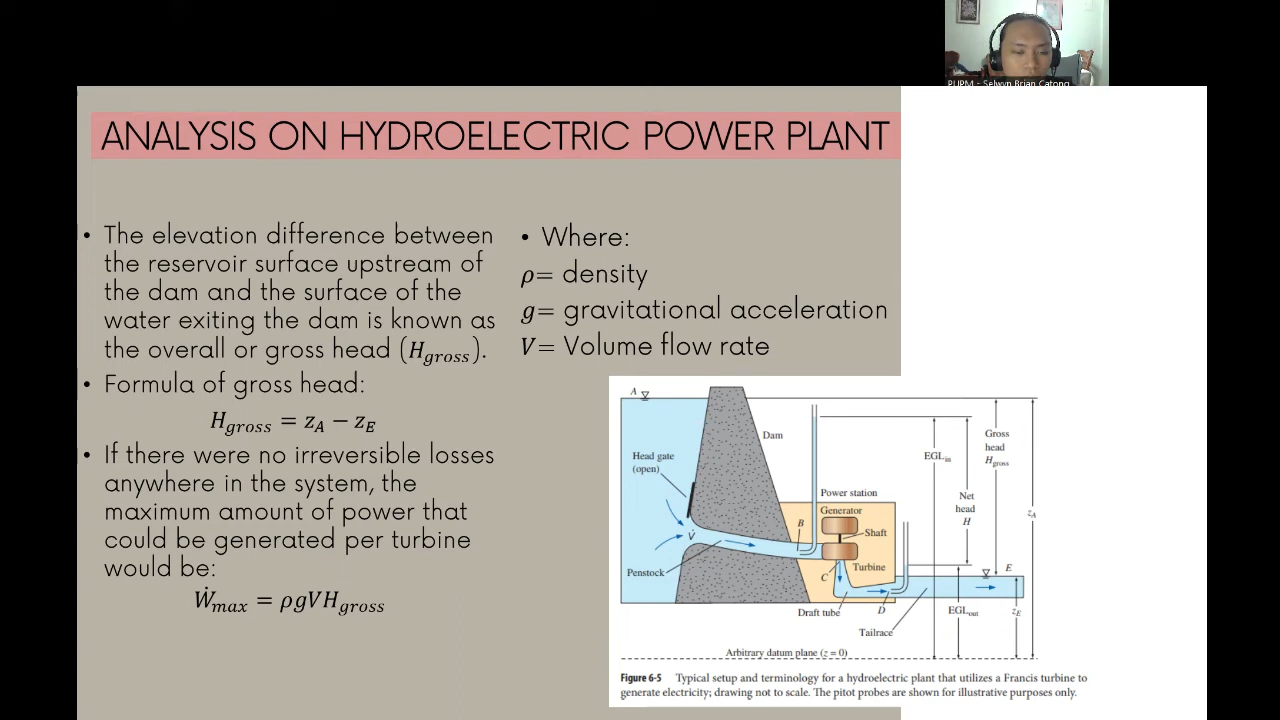 PUPM - Selwyn Brian Catong
ANALYSIS ON HYDROELECTRIC POWER PLANT
• The elevation difference between
the reservoir surface upstream of
the dam and the surface of the
water exiting the dam is known as
the overall or gross head (H_gross).
• Formula of gross head:
H_gross = z_A − z_E
• If there were no irreversible losses
anywhere in the system, the
maximum amount of power that
could be generated per turbine
would be:
Ẇ_max = ρgVH_gross
• Where:
ρ= density
g= gravitational acceleration
V= Volume flow rate
A
Dam
Head gate
(open)
Power station
Generator
Shaft
B
V̇
Turbine
Penstock
C
Draft tube
D
Tailrace
E
EGL_in
Net
head
H
Gross
head
H_gross
z_A
EGL_out
z_E
Arbitrary datum plane (z = 0)
Figure 6-5 Typical setup and terminology for a hydroelectric plant that utilizes a Francis turbine to
generate electricity; drawing not to scale. The pitot probes are shown for illustrative purposes only.